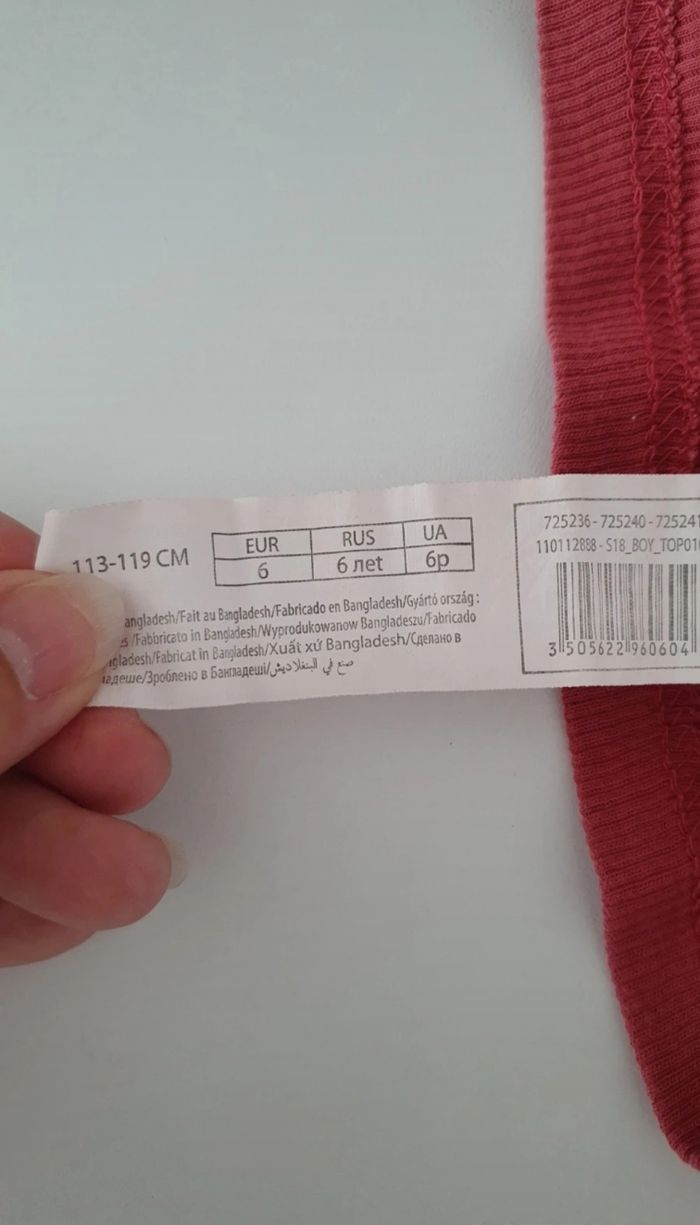 113-119 CM
EUR RUS UA
6 6 лет 6р
angladesh/Fait au Bangladesh/Fabricado en Bangladesh/Gyártó ország :
/Fabbricato in Bangladesh/Wyprodukowanow Bangladeszu/Fabricado
gladesh/Fabricat in Bangladesh/Xuất xứ Bangladesh/Сделано в
адеше/Зроблено в Бангладеші/صنع في البنغلاديش
725236 - 725240 - 725241
110112888 - S18_BOY_TOP01
3 505622 960604